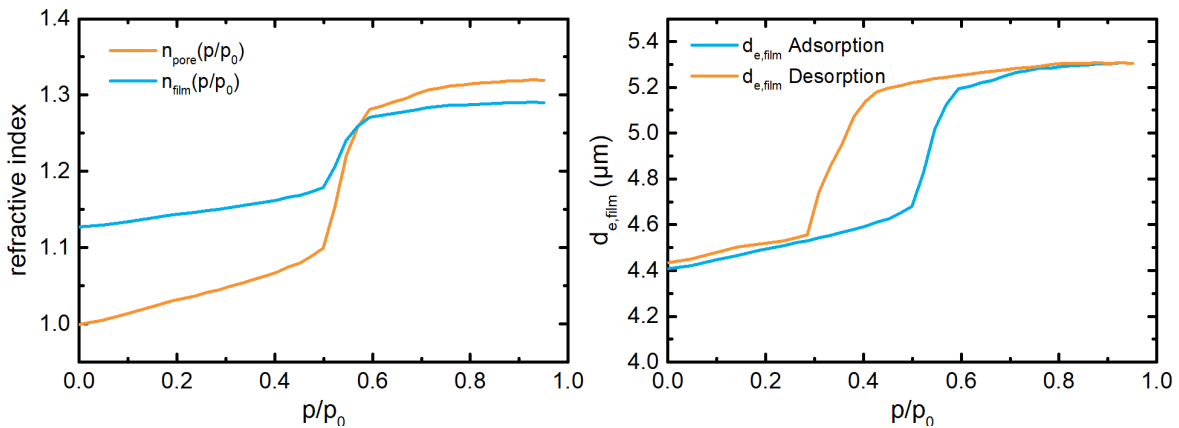 1.4
1.3
1.2
1.1
1.0
refractive index
n_pore(p/p_0)
n_film(p/p_0)
0.0 0.2 0.4 0.6 0.8 1.0
p/p_0
5.4
5.2
5.0
4.8
4.6
4.4
4.2
4.0
d_e,film (μm)
d_e,film Adsorption
d_e,film Desorption
0.0 0.2 0.4 0.6 0.8 1.0
p/p_0